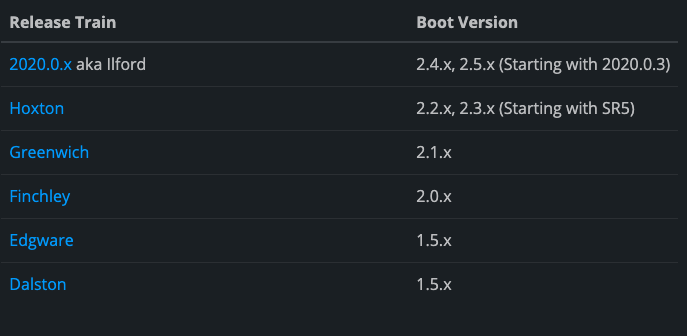 Release Train Boot Version
2020.0.x aka Ilford 2.4.x, 2.5.x (Starting with 2020.0.3)
Hoxton 2.2.x, 2.3.x (Starting with SR5)
Greenwich 2.1.x
Finchley 2.0.x
Edgware 1.5.x
Dalston 1.5.x